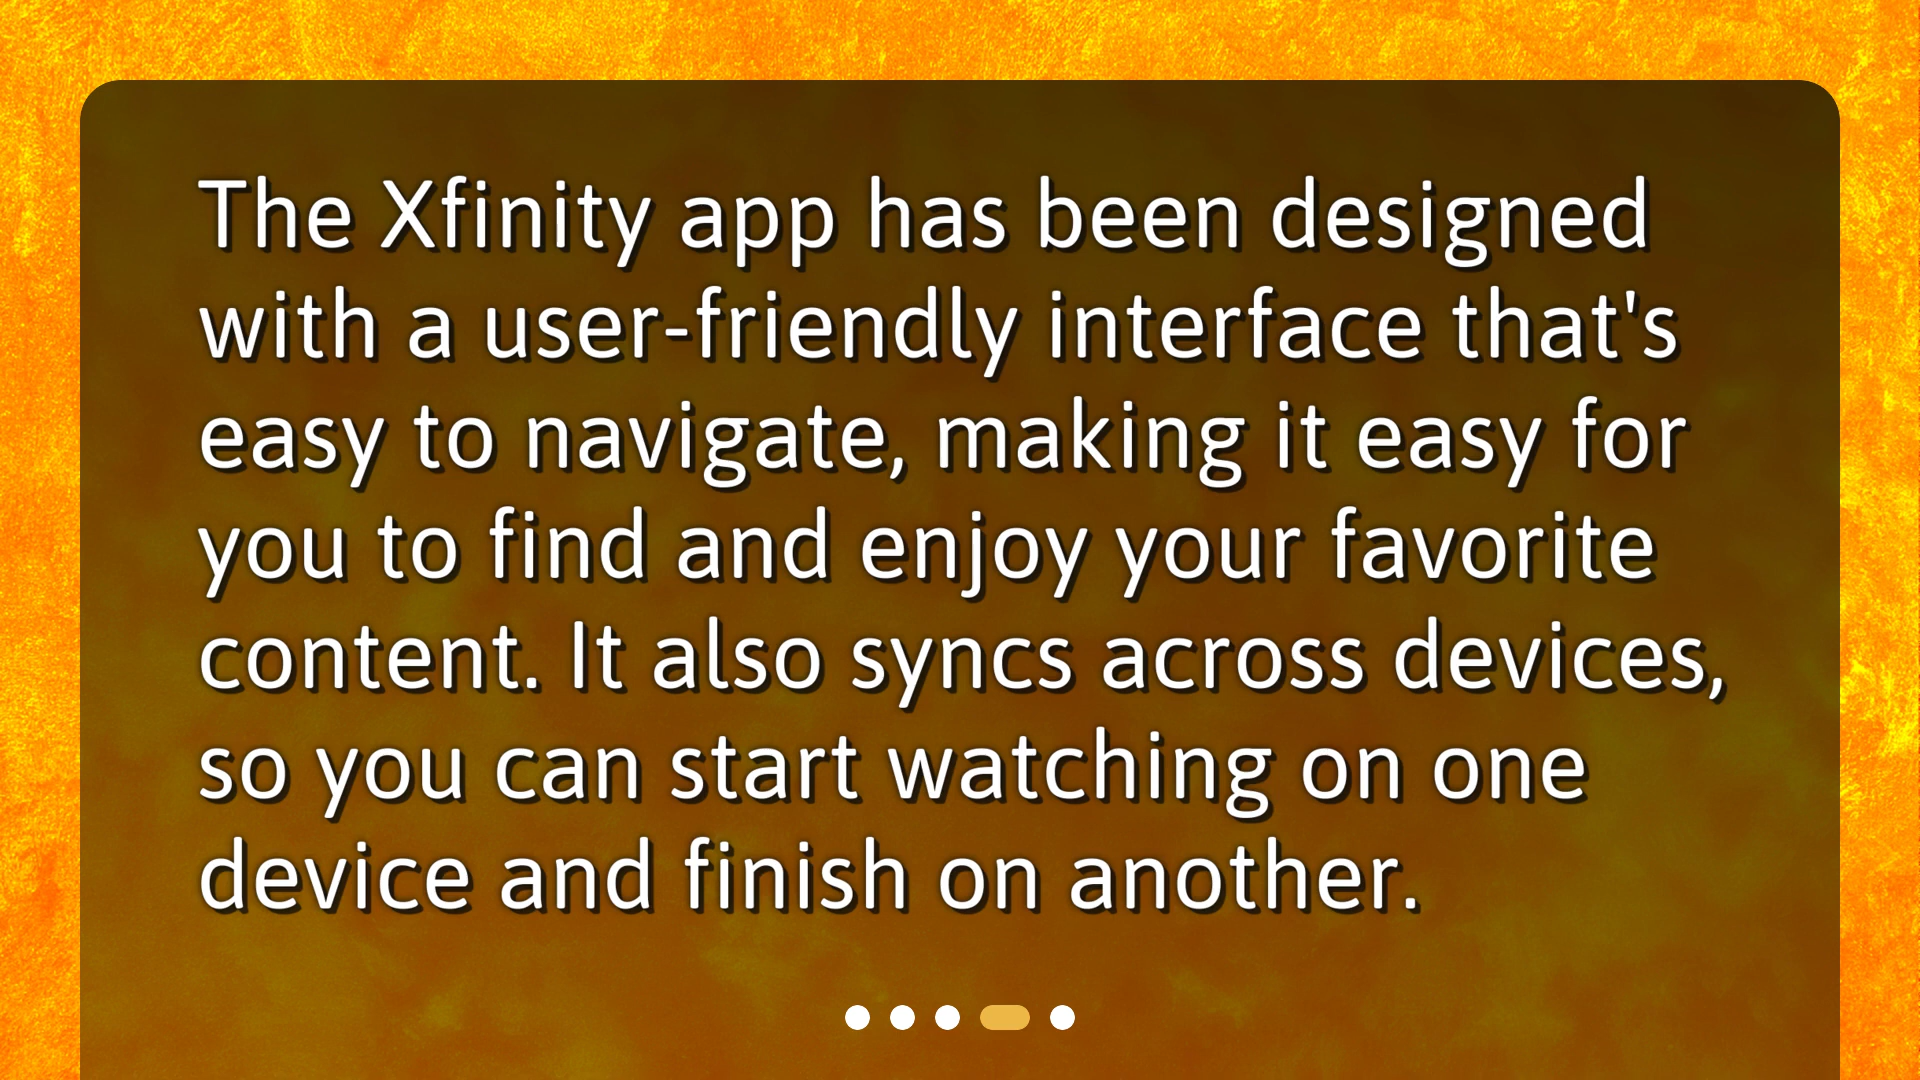 The Xfinity app has been designed
with a user-friendly interface that's
easy to navigate, making it easy for
you to find and enjoy your favorite
content. It also syncs across devices,
so you can start watching on one
device and finish on another.